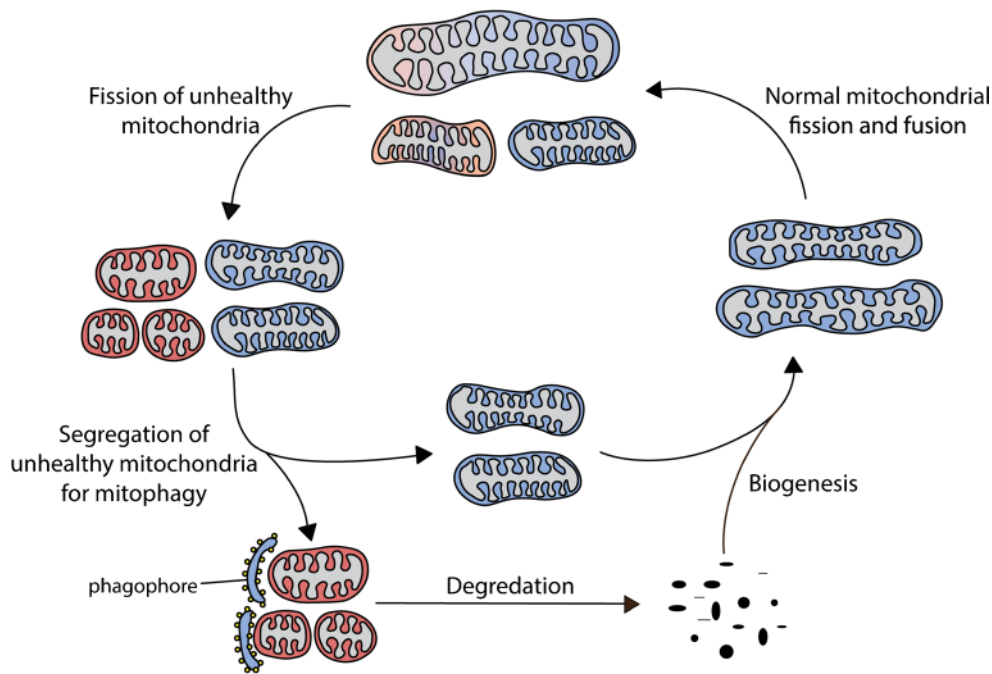 Fission of unhealthy
mitochondria
Normal mitochondrial
fission and fusion
Segregation of
unhealthy mitochondria
for mitophagy
Biogenesis
phagophore
Degredation